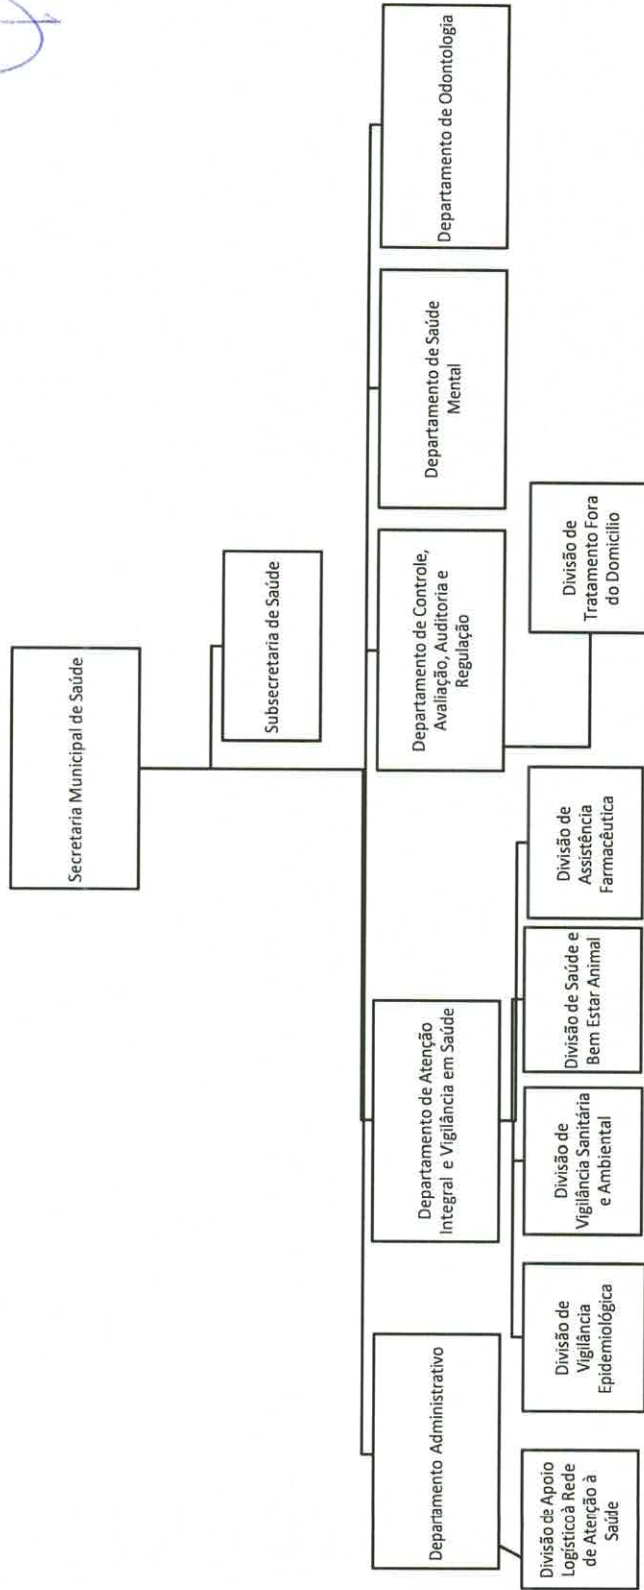 Secretaria Municipal de Saúde
Subsecretaria de Saúde
Departamento Administrativo
Departamento de Atenção
Integral e Vigilância em Saúde
Departamento de Controle,
Avaliação, Auditoria e
Regulação
Departamento de Saúde
Mental
Departamento de Odontologia
Divisão de Apoio
Logístico à Rede
de Atenção à
Saúde
Divisão de
Vigilância
Epidemiológica
Divisão de
Vigilância Sanitária
e Ambiental
Divisão de Saúde e
Bem Estar Animal
Divisão de
Assistência
Farmacêutica
Divisão de
Tratamento Fora
do Domicilio